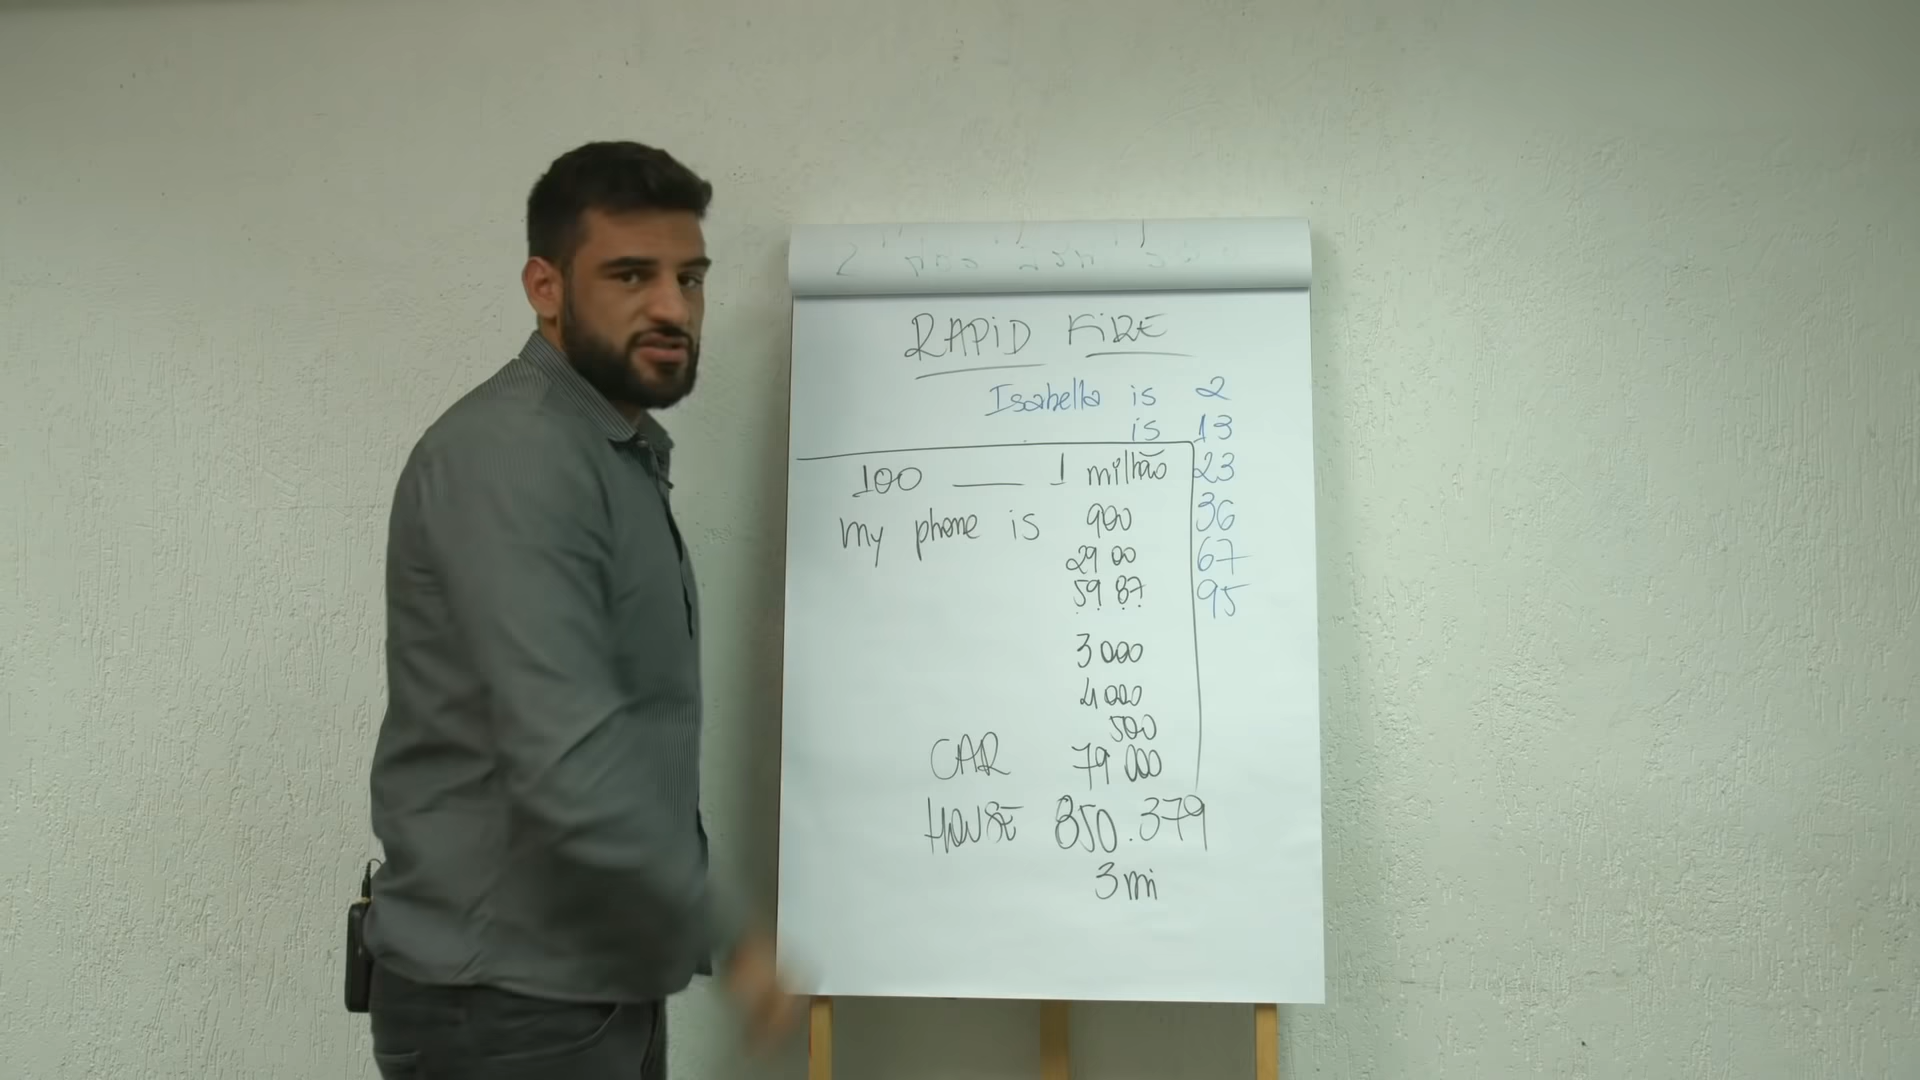 RAPID FIRE
Isabella is 2
is 13
100 — 1 milhão 23
my phone is 900 36
29 00 67
59 87 95
3 000
4 000
500
CAR 79 000
HOUSE 850.379
3 mi